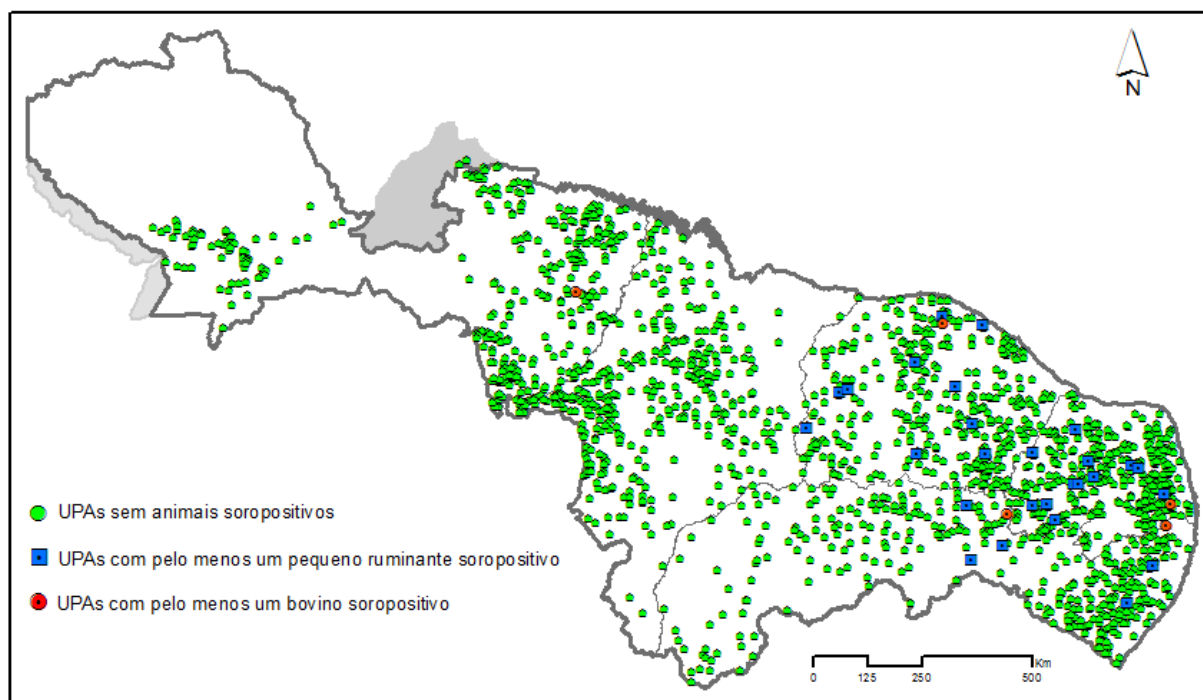 N
UPAs sem animais soropositivos
UPAs com pelo menos um pequeno ruminante soropositivo
UPAs com pelo menos um bovino soropositivo
Km
0 125 250 500